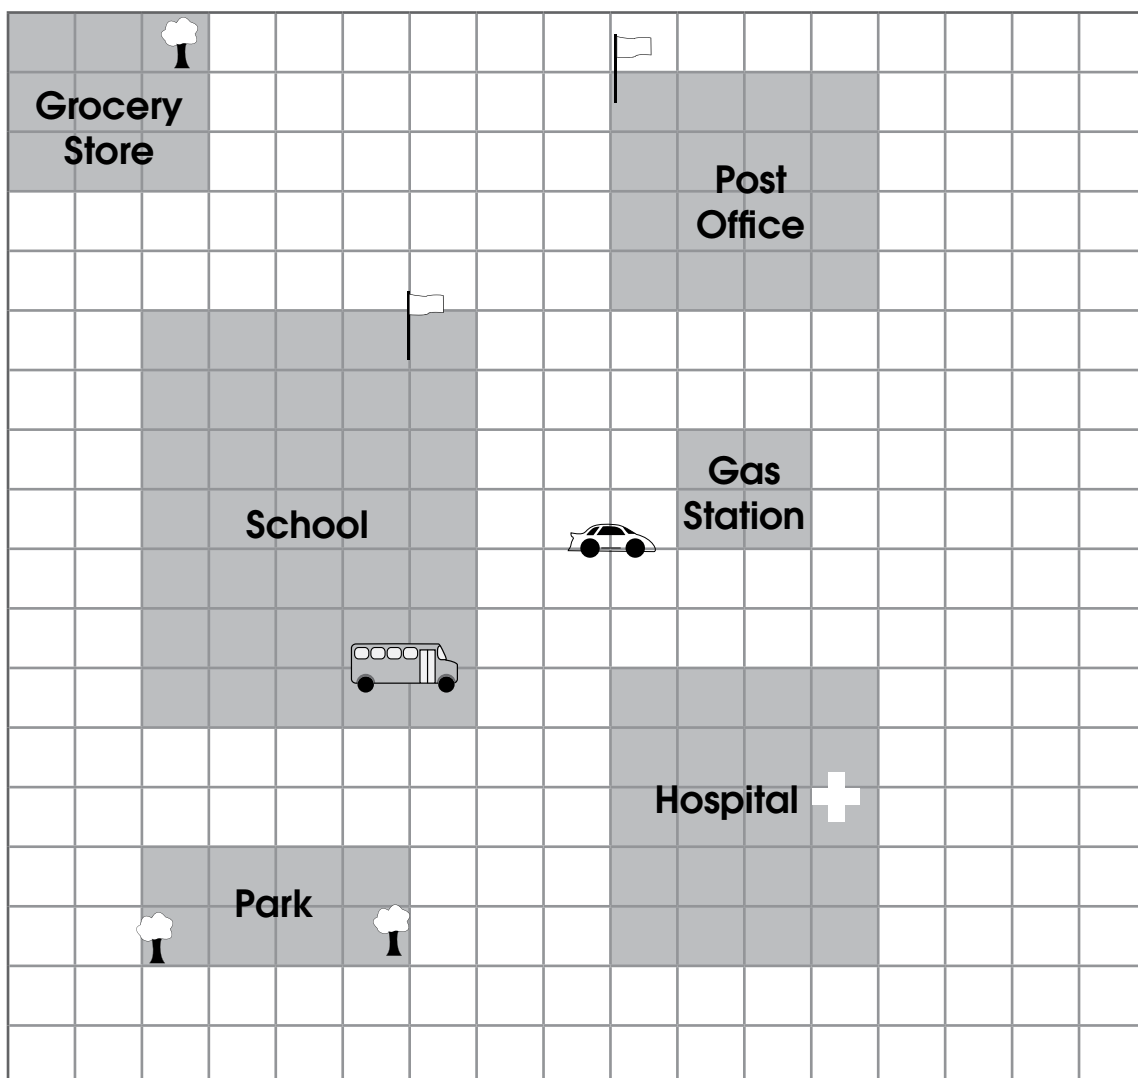 Grocery
Store
Post
Office
Gas
Station
School
Hospital
Park